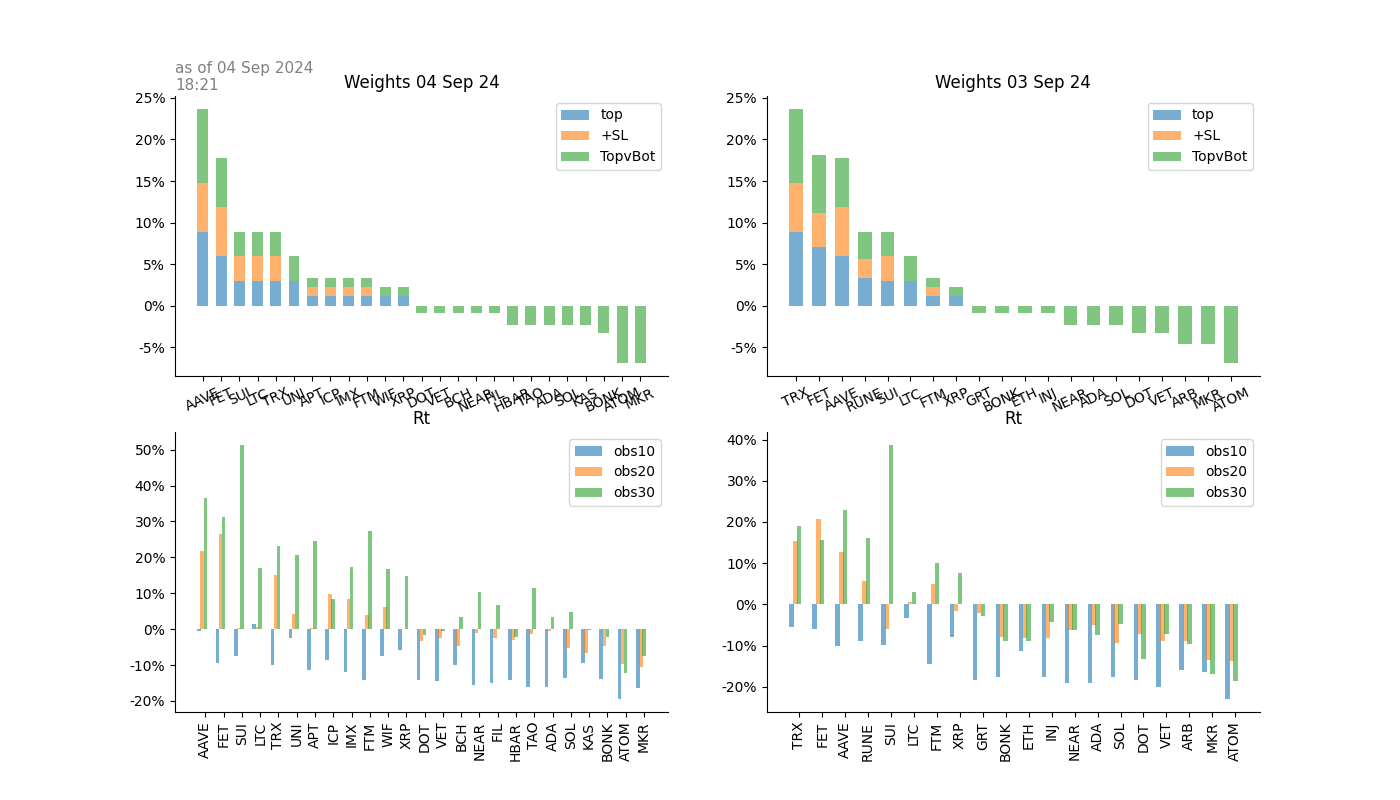 as of 04 Sep 2024
18:21
Weights 04 Sep 24
25%
20%
15%
10%
5%
0%
-5%
top
+SL
TopvBot
AAVE FET SUI LTC TRX UNI APT ICP IMX FTM WIF XRP DOT VET BCH NEAR FIL HBAR TAO ADA SOL KAS BONK ATOM MKR
Weights 03 Sep 24
25%
20%
15%
10%
5%
0%
-5%
top
+SL
TopvBot
TRX FET AAVE RUNE SUI LTC FTM XRP GRT BONK ETH INJ NEAR ADA SOL DOT VET ARB MKR ATOM
Rt
50%
40%
30%
20%
10%
0%
-10%
-20%
obs10
obs20
obs30
AAVE FET SUI LTC TRX UNI APT ICP IMX FTM WIF XRP DOT VET BCH NEAR FIL HBAR TAO ADA SOL KAS BONK ATOM MKR
Rt
40%
30%
20%
10%
0%
-10%
-20%
obs10
obs20
obs30
TRX FET AAVE RUNE SUI LTC FTM XRP GRT BONK ETH INJ NEAR ADA SOL DOT VET ARB MKR ATOM